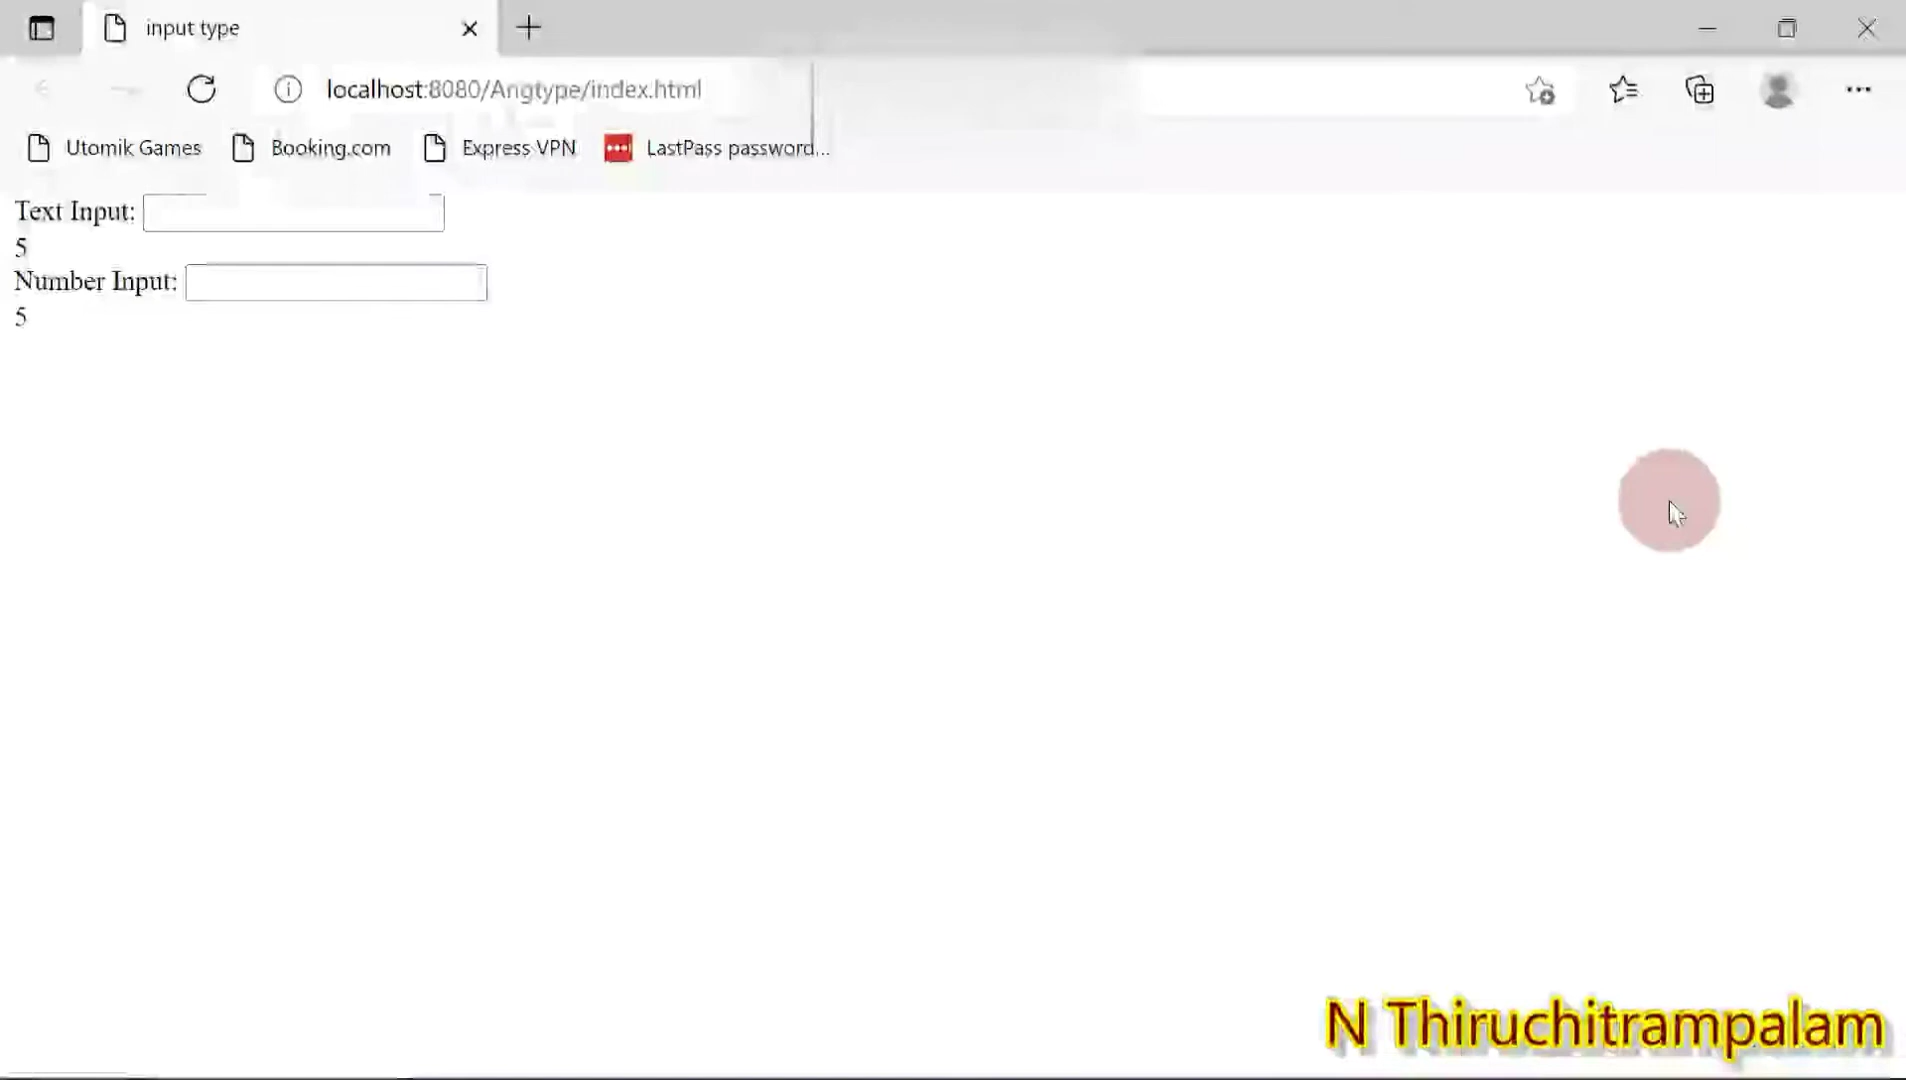 input type
localhost:8080/Angtype/index.html
Utomik Games Booking.com Express VPN LastPass password...
Text Input:
5
Number Input:
5
N Thiruchitrampalam